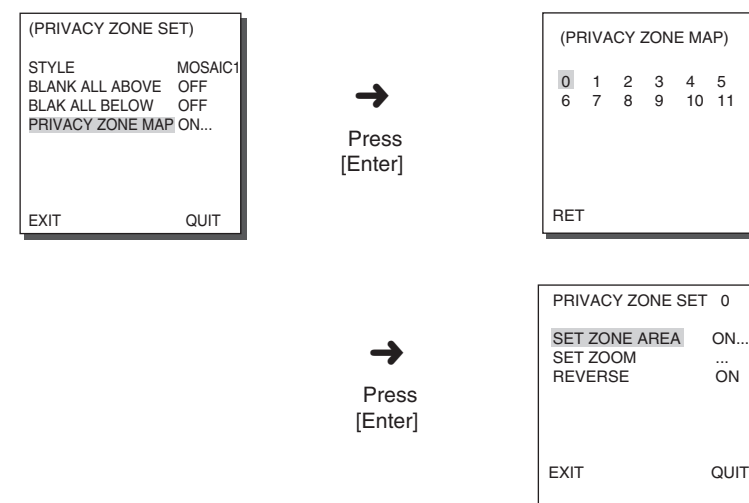 (PRIVACY ZONE SET)
STYLE MOSAIC1
BLANK ALL ABOVE OFF
BLAK ALL BELOW OFF
PRIVACY ZONE MAP ON...
EXIT QUIT
Press
[Enter]
(PRIVACY ZONE MAP)
0 1 2 3 4 5
6 7 8 9 10 11
RET
Press
[Enter]
PRIVACY ZONE SET 0
SET ZONE AREA ON...
SET ZOOM ...
REVERSE ON
EXIT QUIT